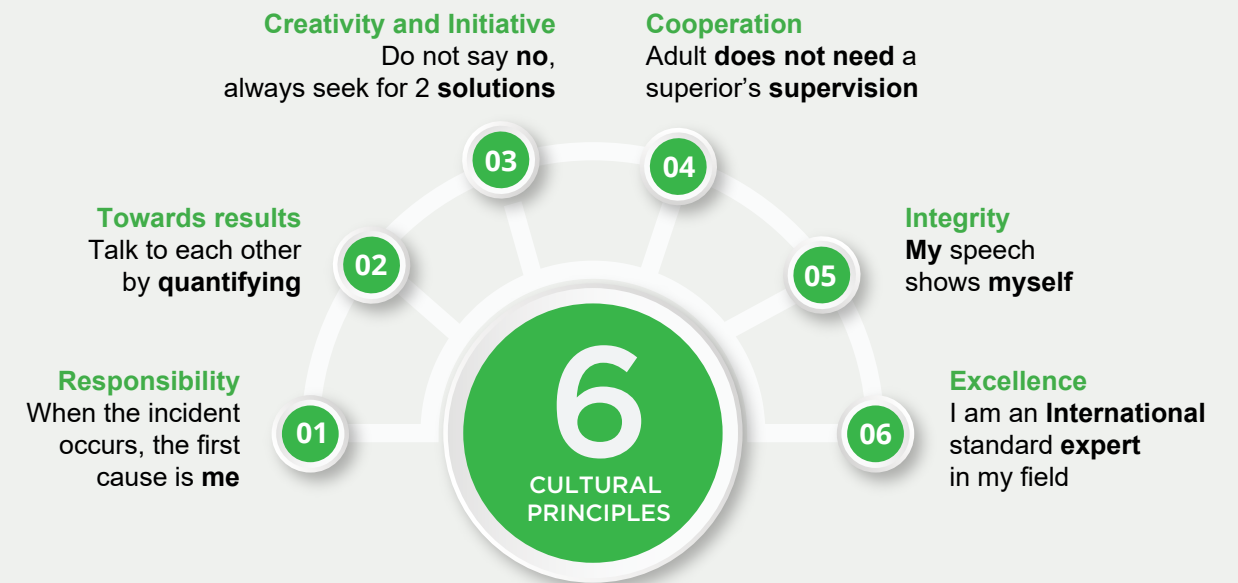 Creativity and Initiative
Do not say no,
always seek for 2 solutions
Cooperation
Adult does not need a
superior's supervision
03
04
Towards results
Talk to each other
by quantifying
02
Integrity
My speech
shows myself
05
Responsibility
When the incident
occurs, the first
cause is me
01
6
CULTURAL
PRINCIPLES
Excellence
I am an International
standard expert
in my field
06